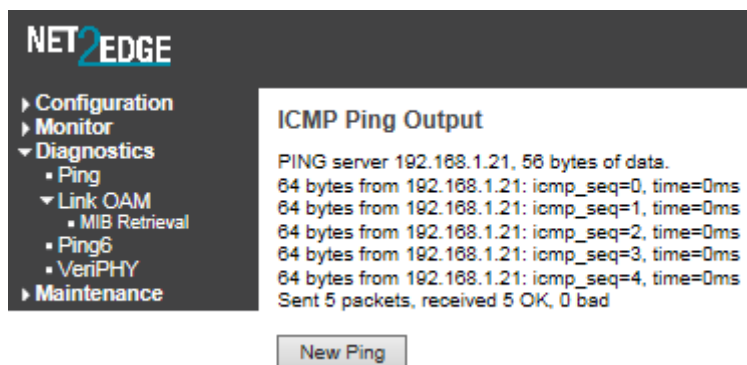 NET2EDGE
Configuration
Monitor
Diagnostics
Ping
Link OAM
MIB Retrieval
Ping6
VeriPHY
Maintenance
ICMP Ping Output
PING server 192.168.1.21, 56 bytes of data.
64 bytes from 192.168.1.21: icmp_seq=0, time=0ms
64 bytes from 192.168.1.21: icmp_seq=1, time=0ms
64 bytes from 192.168.1.21: icmp_seq=2, time=0ms
64 bytes from 192.168.1.21: icmp_seq=3, time=0ms
64 bytes from 192.168.1.21: icmp_seq=4, time=0ms
Sent 5 packets, received 5 OK, 0 bad
New Ping